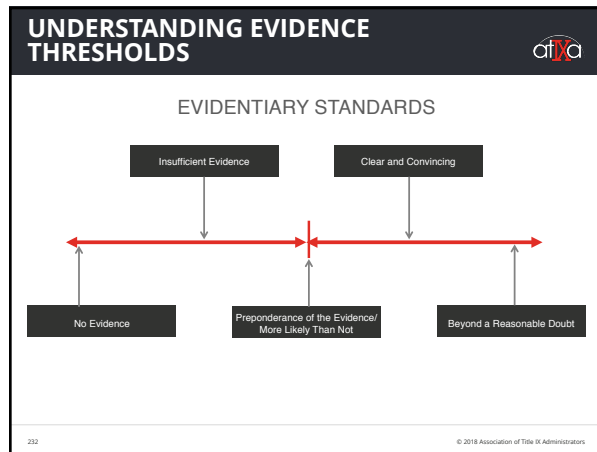 UNDERSTANDING EVIDENCE
THRESHOLDS
atIXa
EVIDENTIARY STANDARDS
Insufficient Evidence
Clear and Convincing
No Evidence
Preponderance of the Evidence/
More Likely Than Not
Beyond a Reasonable Doubt
232
© 2018 Association of Title IX Administrators